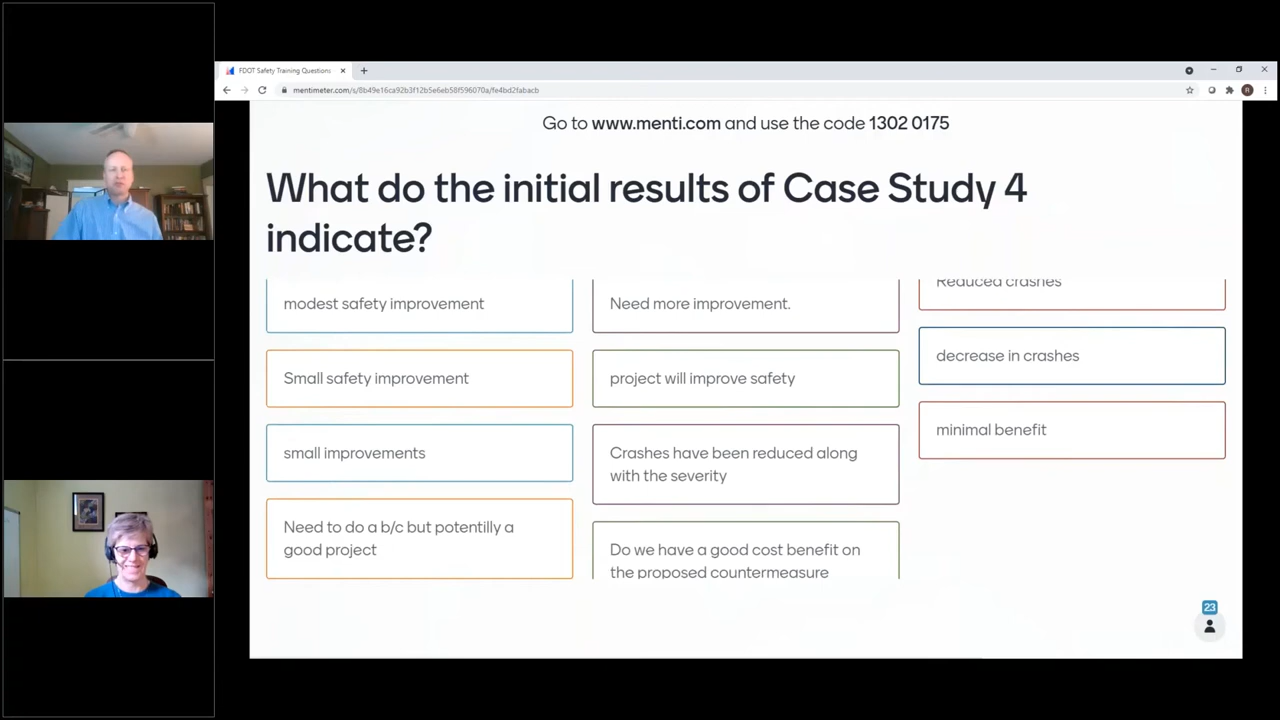 FDOT Safety Training Questions
mentimeter.com/s/8b49e16ca92b3f12b5e6eb58f596070a/fe4bd2fabacb
R
Go to www.menti.com and use the code 1302 0175
What do the initial results of Case Study 4
indicate?
modest safety improvement
Small safety improvement
small improvements
Need to do a b/c but potentilly a
good project
Need more improvement.
project will improve safety
Crashes have been reduced along
with the severity
Do we have a good cost benefit on
the proposed countermeasure
Reduced crashes
decrease in crashes
minimal benefit
23